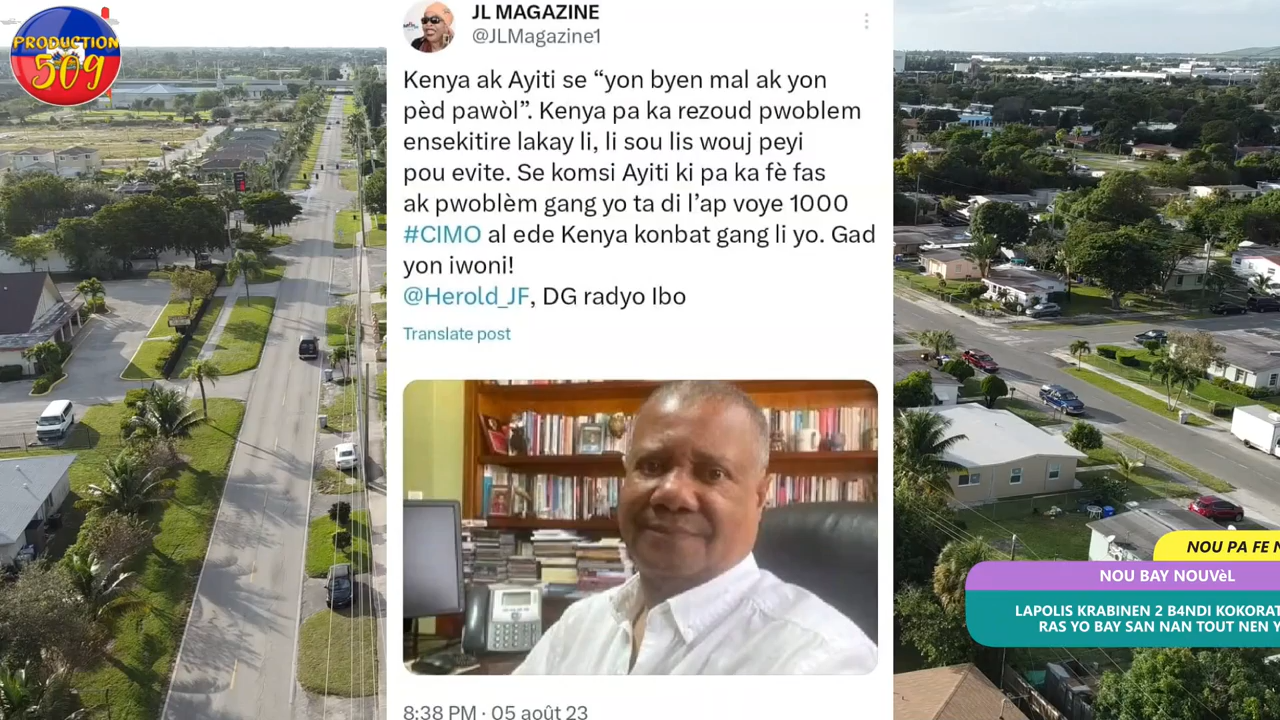 PRODUCTION
509
JL MAGAZINE
@JLMagazine1
Kenya ak Ayiti se “yon byen mal ak yon
pèd pawòl”. Kenya pa ka rezoud pwoblem
ensekitire lakay li, li sou lis wouj peyi
pou evite. Se komsi Ayiti ki pa ka fè fas
ak pwoblèm gang yo ta di l’ap voye 1000
#CIMO al ede Kenya konbat gang li yo. Gad
yon iwoni!
@Herold_JF, DG radyo Ibo
Translate post
8:38 PM · 05 août 23
NOU PA FE N
NOU BAY NOUVèL
LAPOLIS KRABINEN 2 B4NDI KOKORAT
RAS YO BAY SAN NAN TOUT NEN Y